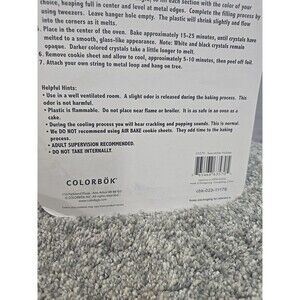 choice, heaping full in center and level at metal edges. Complete the filling process by
using tweezers. Leave hanger hole empty. The plastic will shrink slightly and flow
into the corners as it melts.
5. Place in the center of the oven. Bake approximately 15-25 minutes, until crystals have
melted to a smooth, glass-like appearance. Note: White and black crystals remain
opaque. Darker colored crystals take a little longer to melt.
6. Remove cookie sheet and allow to cool, approximately 5-10 minutes, then peel off foil.
7. Attach your own string to metal loop and hang on tree.
Helpful Hints:
• Use in a well ventilated room. A slight odor is released during the baking process. This
odor is not harmful.
• Plastic is flammable. Do not place near flame or broiler. It is as safe in an oven as a
cake.
• During the cooling process you will hear crackling and popping sounds. This is normal.
• We DO NOT recommend using AIR BAKE cookie sheets. They add time to the baking
process.
• ADULT SUPERVISION RECOMMENDED.
• DO NOT TAKE INTERNALLY.
COLORBÖK